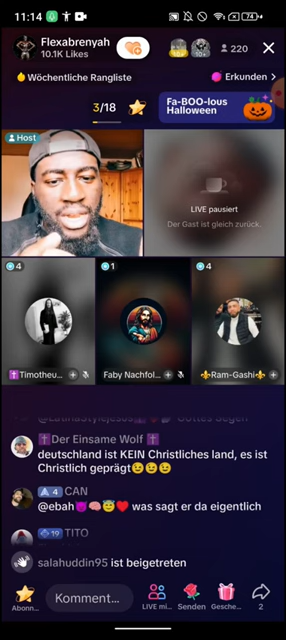 11:14
74
Flexabrenyah
10.1K Likes
10+
10+
220
Wöchentliche Rangliste
Erkunden >
3/18
Fa-BOO-lous
Halloween
Host
LIVE pausiert
Der Gast ist gleich zurück.
4
1
4
Timotheu...
Faby Nachfol...
Ram-Gashi
Der Einsame Wolf
deutschland ist KEIN Christliches land, es ist
Christlich geprägt😉😉😉
4 CAN
@ebah😈🧠🧿❤️ was sagt er da eigentlich
19 TITO
salahuddin95 ist beigetreten
Abonn...
Komment...
LIVE mi...
Senden
Gesche...
2